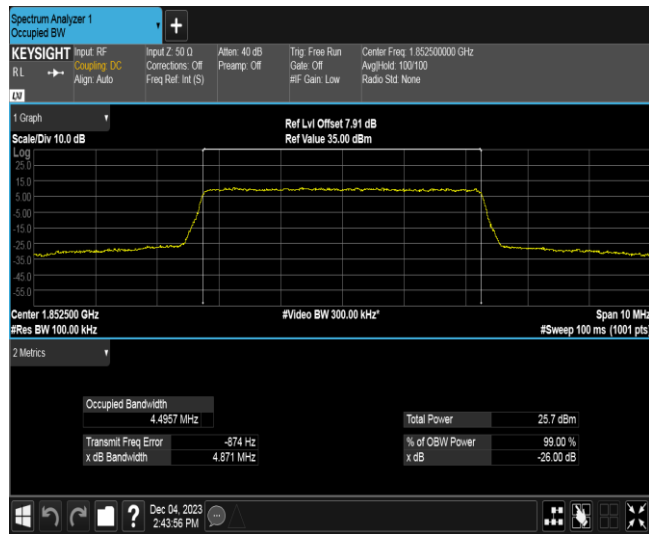 Spectrum Analyzer 1
Occupied BW
+
KEYSIGHT
R L
LXI
Input: RF
Coupling: DC
Align: Auto
Input Z: 50 Ω
Corrections: Off
Freq Ref: Int (S)
Atten: 40 dB
Preamp: Off
Trig: Free Run
Gate: Off
#IF Gain: Low
Center Freq: 1.852500000 GHz
Avg|Hold: 100/100
Radio Std: None
1 Graph
Scale/Div 10.0 dB
Ref Lvl Offset 7.91 dB
Ref Value 35.00 dBm
Log
25.0
15.0
5.00
-5.00
-15.0
-25.0
-35.0
-45.0
-55.0
Center 1.852500 GHz
#Video BW 300.00 kHz*
Span 10 MHz
#Res BW 100.00 kHz
#Sweep 100 ms (1001 pts)
2 Metrics
Occupied Bandwidth
4.4957 MHz
Total Power 25.7 dBm
Transmit Freq Error -874 Hz
% of OBW Power 99.00 %
x dB Bandwidth 4.871 MHz
x dB -26.00 dB
?
Dec 04, 2023
2:43:56 PM